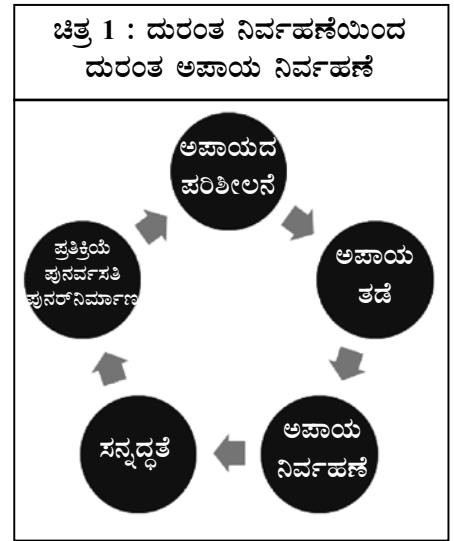 ಚಿತ್ರ 1 : ದುರಂತ ನಿರ್ವಹಣೆಯಿಂದ
ದುರಂತ ಅಪಾಯ ನಿರ್ವಹಣೆ
ಅಪಾಯದ
ಪರಿಶೀಲನೆ
ಅಪಾಯ
ತಡೆ
ಅಪಾಯ
ನಿರ್ವಹಣೆ
ಸನ್ನದ್ಧತೆ
ಪ್ರತಿಕ್ರಿಯೆ
ಪುನರ್ವಸತಿ
ಪುನರ್‌ನಿರ್ಮಾಣ